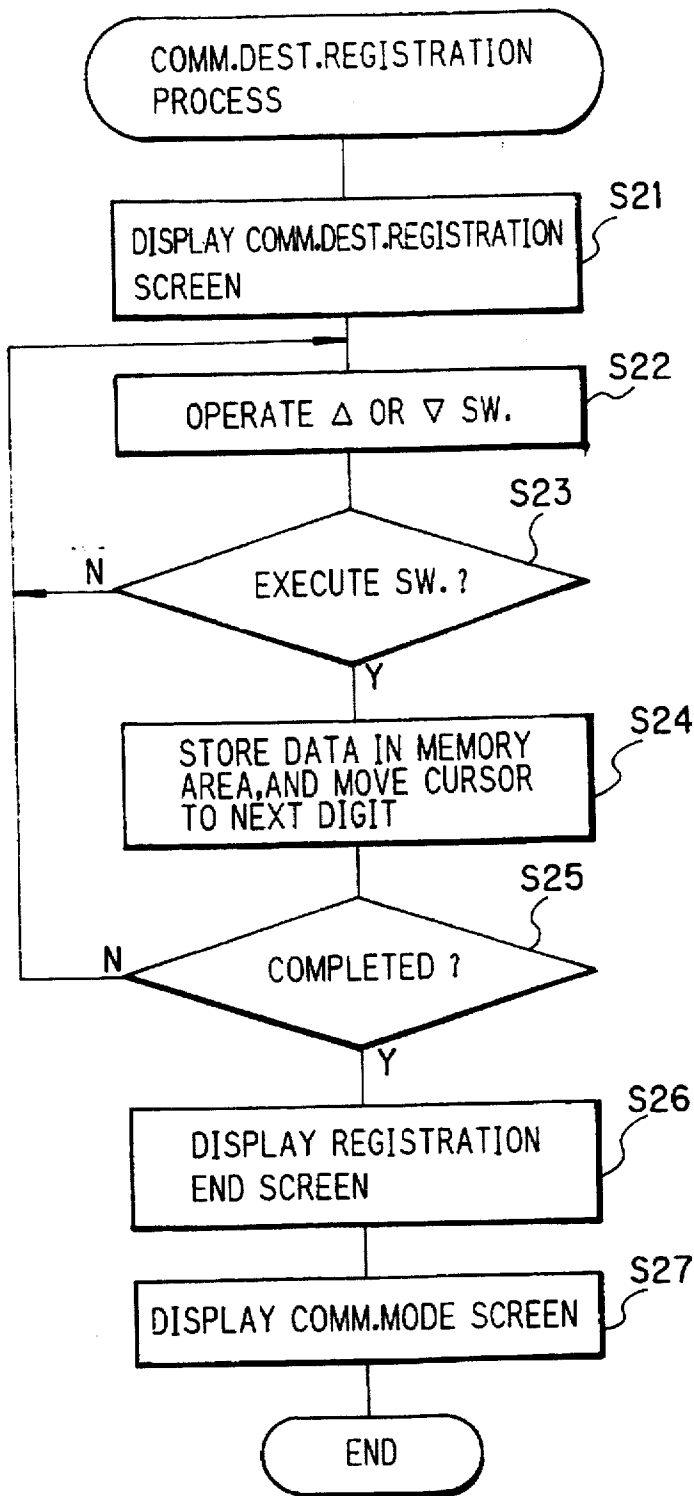 COMM.DEST.REGISTRATION
PROCESS
S21
DISPLAY COMM.DEST.REGISTRATION
SCREEN
S22
OPERATE △ OR ▽ SW.
S23
N
EXECUTE SW. ?
Y
S24
STORE DATA IN MEMORY
AREA,AND MOVE CURSOR
TO NEXT DIGIT
S25
N
COMPLETED ?
Y
S26
DISPLAY REGISTRATION
END SCREEN
S27
DISPLAY COMM.MODE SCREEN
END